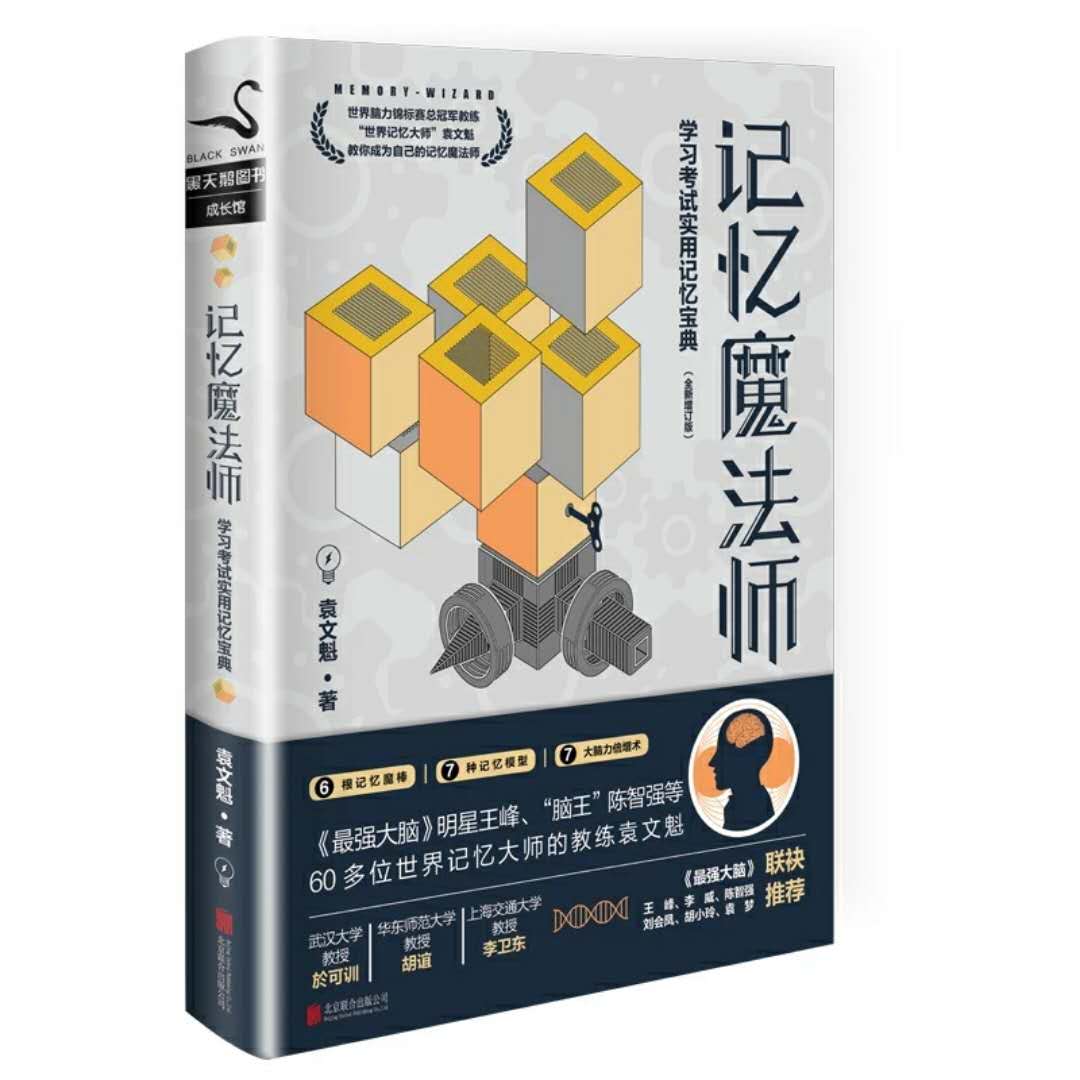 BLACK SWAN
黑天鹅图书
成长馆
记忆魔法师
学习考试实用记忆宝典
袁文魁·著
北京联合出版公司
MEMORY-WIZARD
世界脑力锦标赛总冠军教练
“世界记忆大师”袁文魁
教你成为自己的记忆魔法师
记忆魔法师
学习考试实用记忆宝典
(全新增订版)
袁文魁·著
6 根记忆魔棒 | 7 种记忆模型 | 7 大脑力倍增术
《最强大脑》明星王峰、“脑王”陈智强等
60多位世界记忆大师的教练袁文魁
武汉大学
教授
於可训
华东师范大学
教授
胡谊
上海交通大学
教授
李卫东
《最强大脑》
王峰、李威、陈智强
刘会凤、胡小玲、袁梦
联袂
推荐
北京联合出版公司